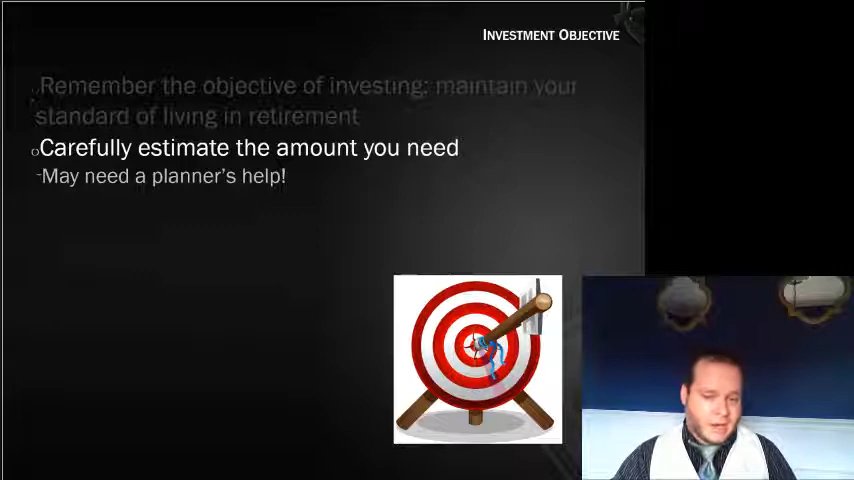 INVESTMENT OBJECTIVE
Remember the objective of investing: maintain your
standard of living in retirement
Carefully estimate the amount you need
-May need a planner's help!